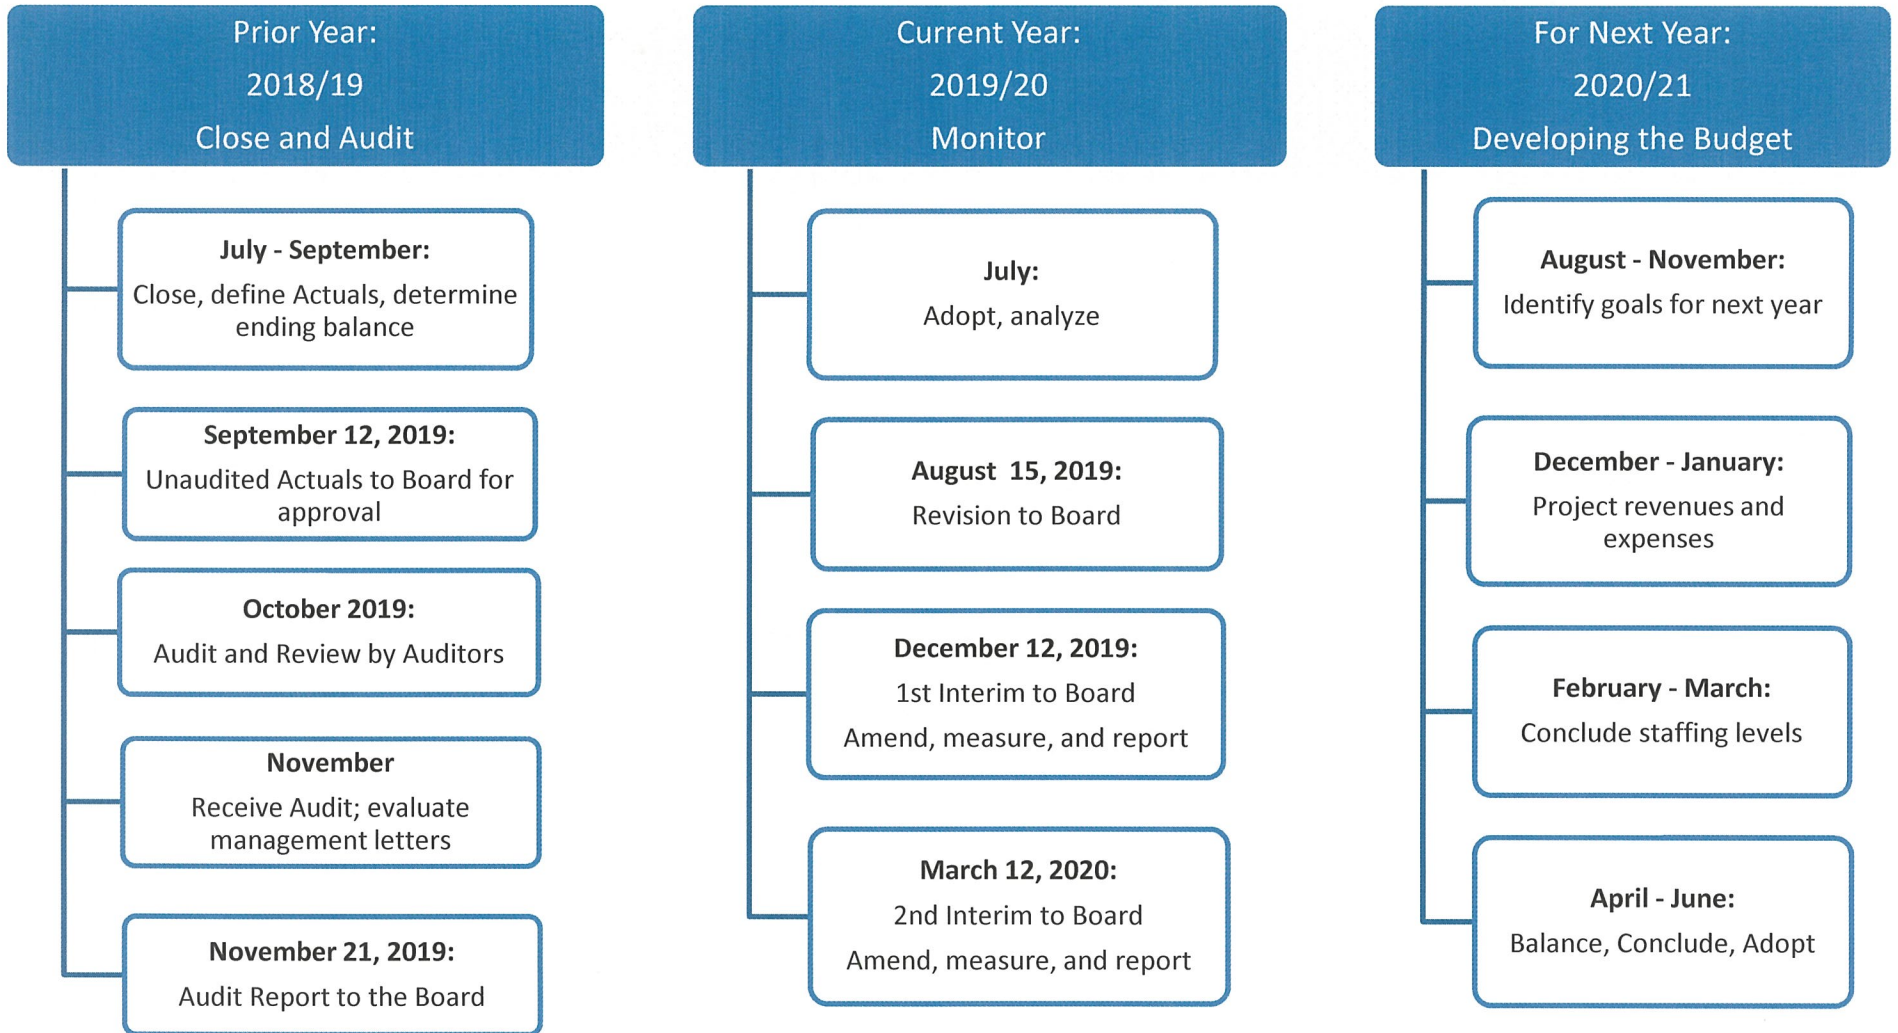 Prior Year:
2018/19
Close and Audit
July - September:
Close, define Actuals, determine
ending balance
September 12, 2019:
Unaudited Actuals to Board for
approval
October 2019:
Audit and Review by Auditors
November
Receive Audit; evaluate
management letters
November 21, 2019:
Audit Report to the Board
Current Year:
2019/20
Monitor
July:
Adopt, analyze
August  15, 2019:
Revision to Board
December 12, 2019:
1st Interim to Board
Amend, measure, and report
March 12, 2020:
2nd Interim to Board
Amend, measure, and report
For Next Year:
2020/21
Developing the Budget
August - November:
Identify goals for next year
December - January:
Project revenues and
expenses
February - March:
Conclude staffing levels
April - June:
Balance, Conclude, Adopt